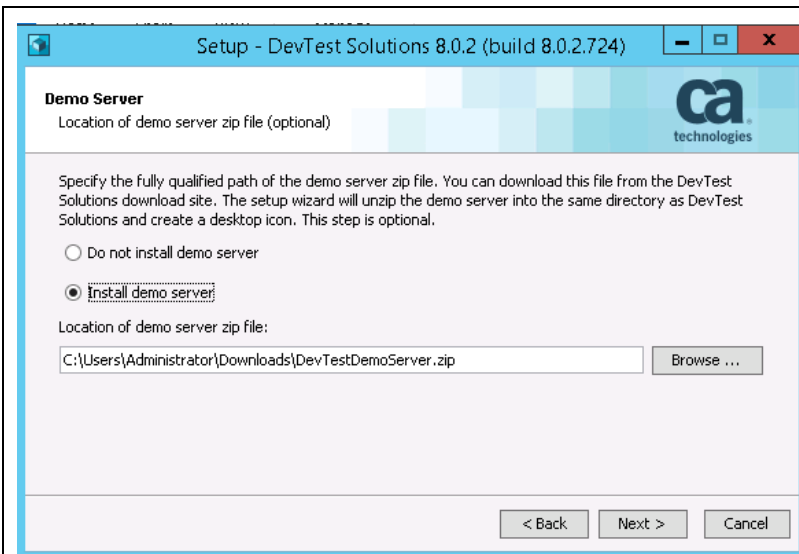 Setup - DevTest Solutions 8.0.2 (build 8.0.2.724)
Demo Server
Location of demo server zip file (optional)
ca
technologies
Specify the fully qualified path of the demo server zip file. You can download this file from the DevTest
Solutions download site. The setup wizard will unzip the demo server into the same directory as DevTest
Solutions and create a desktop icon. This step is optional.
Do not install demo server
Install demo server
Location of demo server zip file:
C:\Users\Administrator\Downloads\DevTestDemoServer.zip
Browse ...
< Back
Next >
Cancel